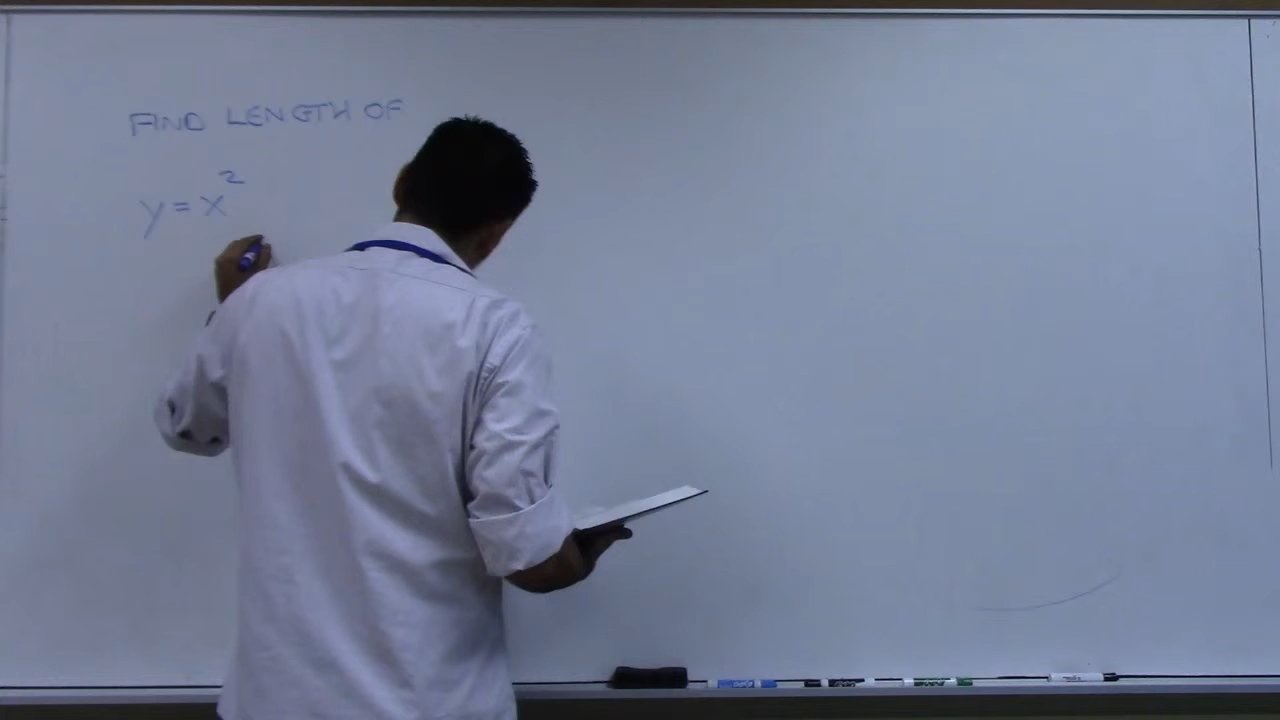 FIND LENGTH OF
y = x²